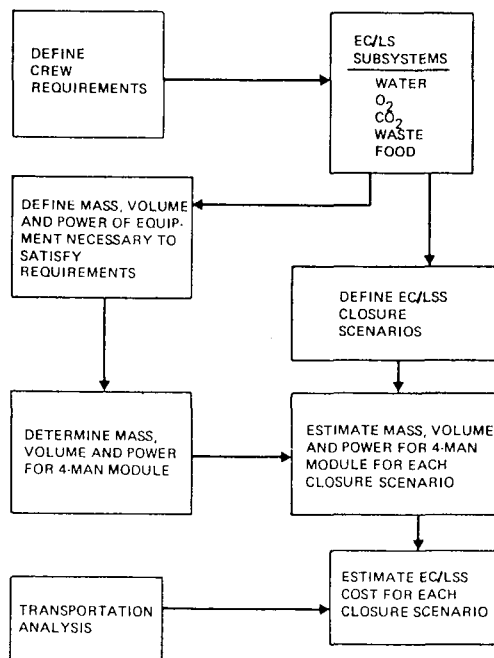 DEFINE
CREW
REQUIREMENTS
EC/LS
SUBSYSTEMS
WATER
O₂
CO₂
WASTE
FOOD
DEFINE MASS, VOLUME
AND POWER OF EQUIP-
MENT NECESSARY TO
SATISFY
REQUIREMENTS
DEFINE EC/LSS
CLOSURE
SCENARIOS
DETERMINE MASS,
VOLUME AND POWER
FOR 4-MAN MODULE
ESTIMATE MASS, VOLUME
AND POWER FOR 4-MAN
MODULE FOR EACH
CLOSURE SCENARIO
TRANSPORTATION
ANALYSIS
ESTIMATE EC/LSS
COST FOR EACH
CLOSURE SCENARIO